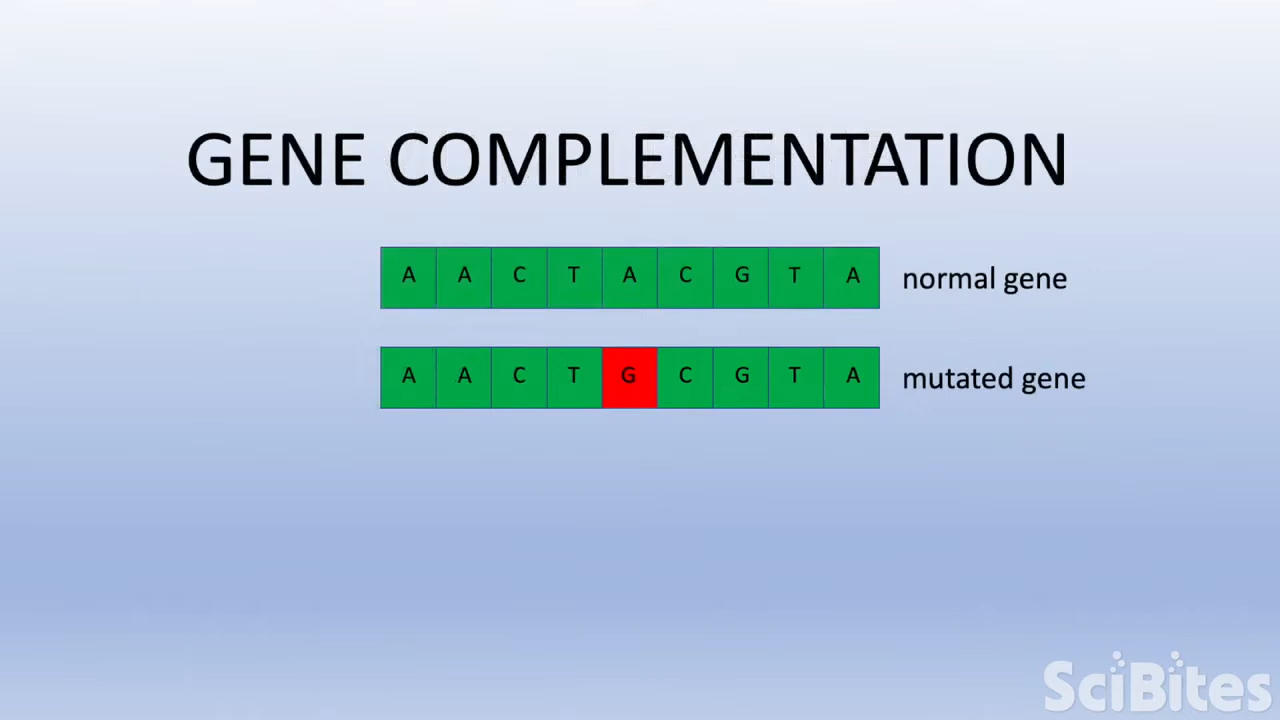 GENE COMPLEMENTATION
A A C T A C G T A normal gene
A A C T G C G T A mutated gene
SciBites